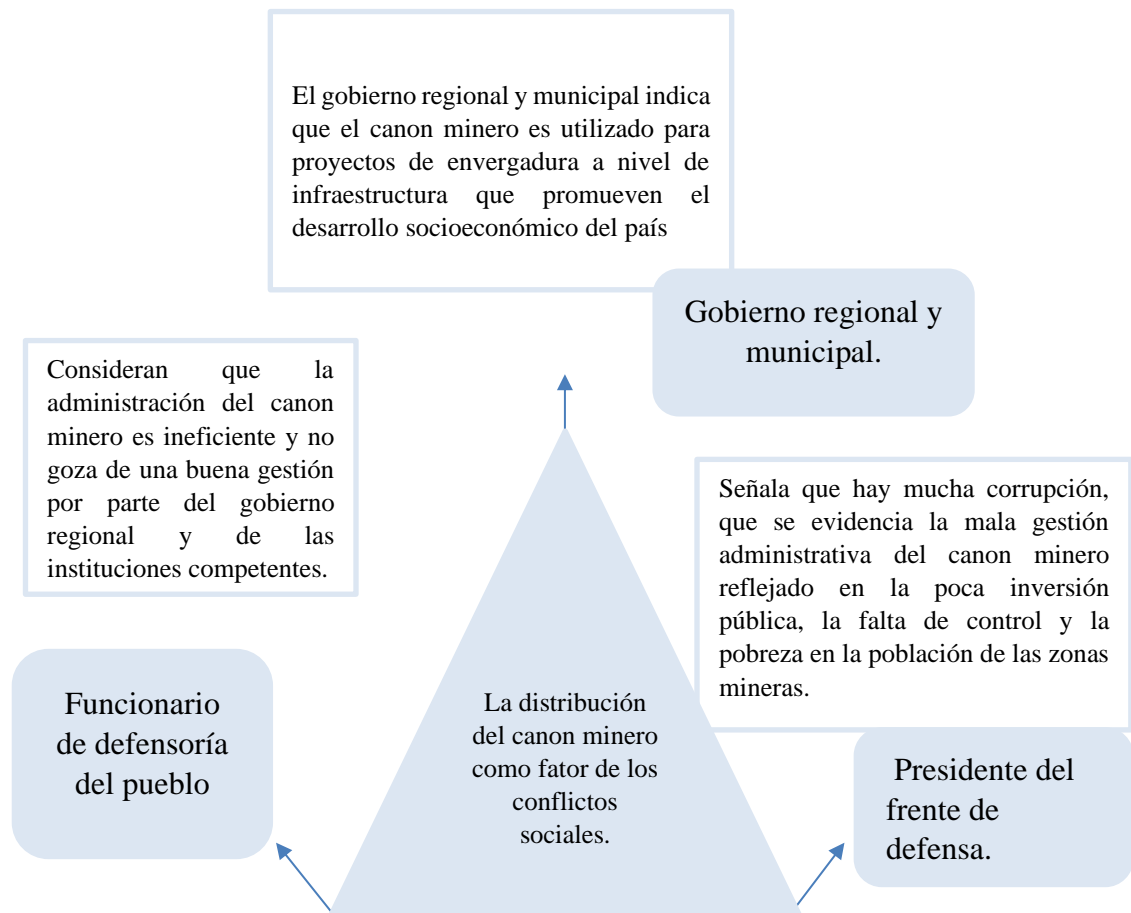 El gobierno regional y municipal indica
que el canon minero es utilizado para
proyectos de envergadura a nivel de
infraestructura que promueven el
desarrollo socioeconómico del país
Gobierno regional y
municipal.
Consideran que la
administración del canon
minero es ineficiente y no
goza de una buena gestión
por parte del gobierno
regional y de las
instituciones competentes.
Señala que hay mucha corrupción,
que se evidencia la mala gestión
administrativa del canon minero
reflejado en la poca inversión
pública, la falta de control y la
pobreza en la población de las zonas
mineras.
Funcionario
de defensoría
del pueblo
La distribución
del canon minero
como fator de los
conflictos
sociales.
Presidente del
frente de
defensa.